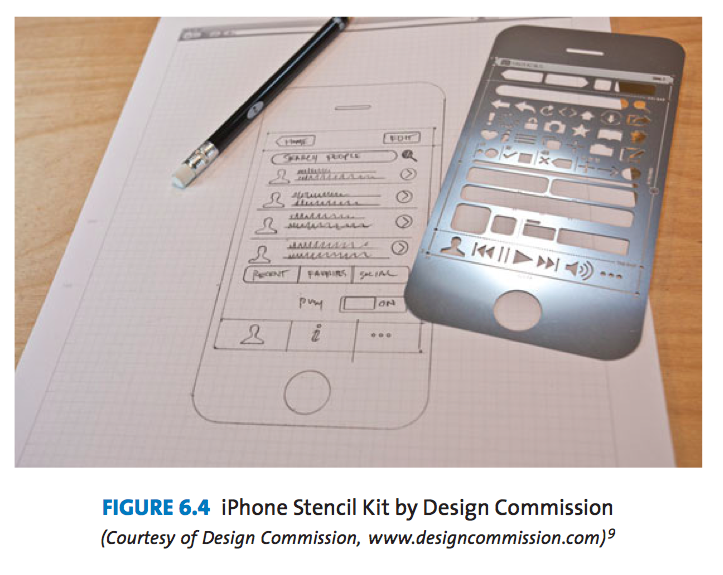 HOME
EDIT
SEARCH PEOPLE
RECENT
FAVORITES
SOCIAL
ON
FIGURE 6.4 iPhone Stencil Kit by Design Commission
(Courtesy of Design Commission, www.designcommission.com)9